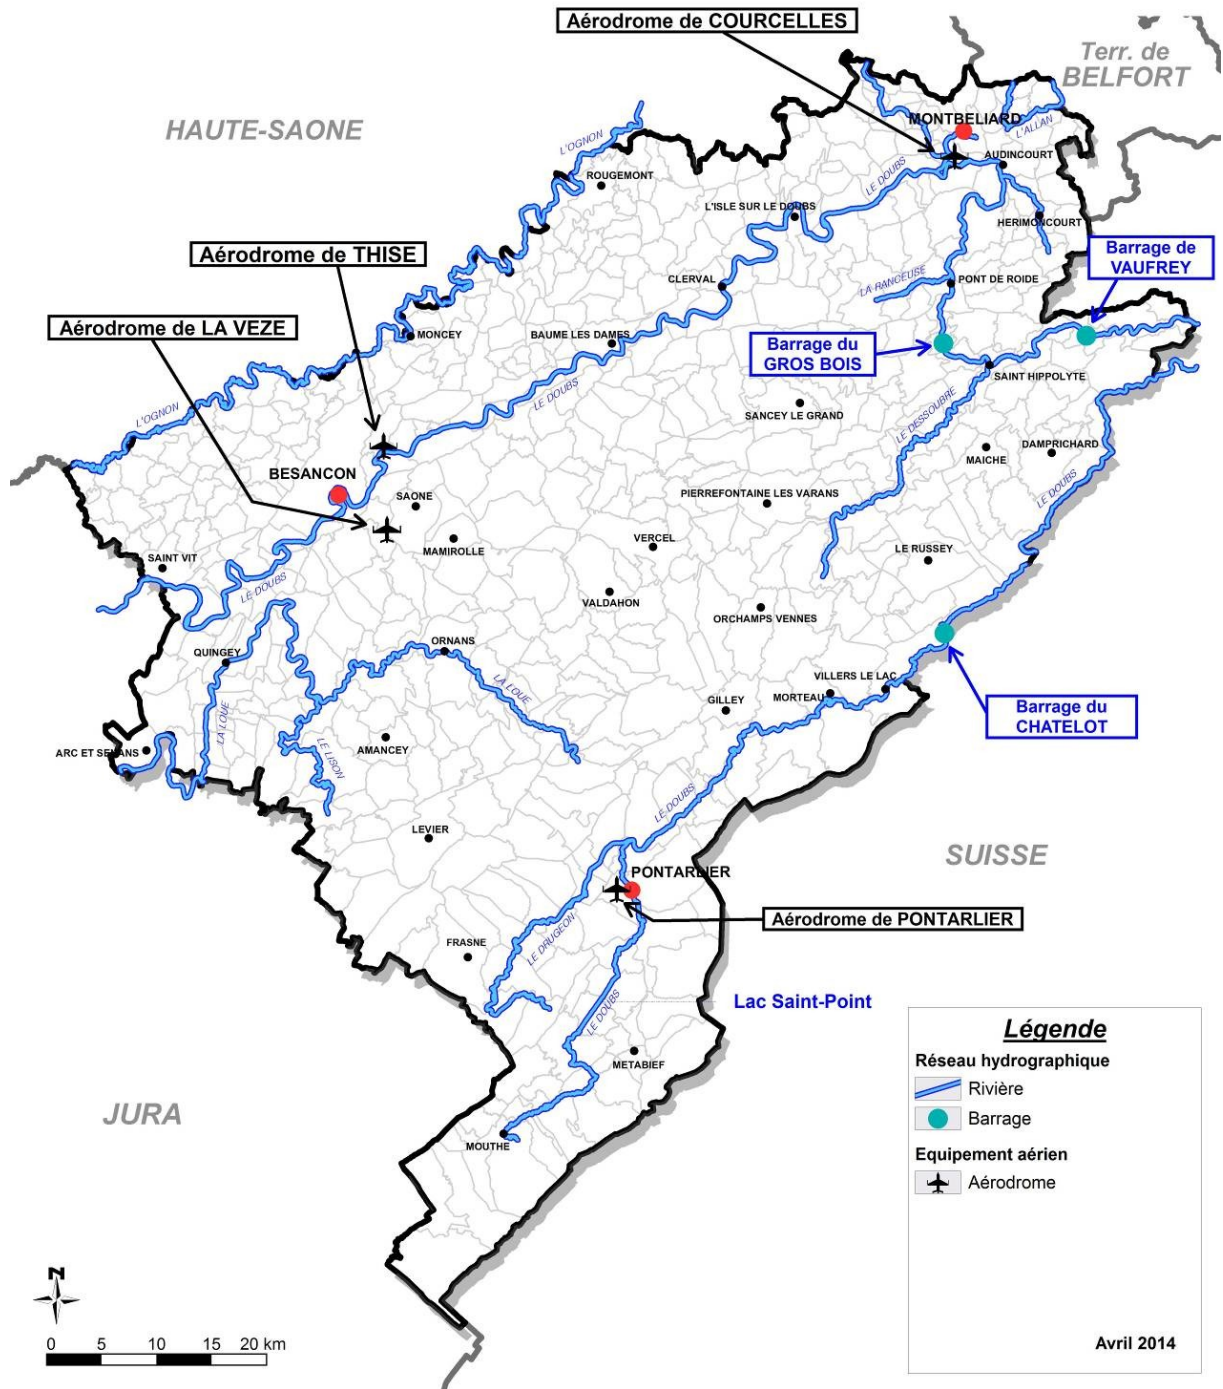 Aérodrome de COURCELLES
Terr. de
BELFORT
HAUTE-SAONE
MONTBELIARD
L'ALLAN
L'OGNON
AUDINCOURT
ROUGEMONT
LE DOUBS
L'ISLE SUR LE DOUBS
HERIMONCOURT
Aérodrome de THISE
Barrage de
VAUFREY
CLERVAL
LA RANCEUSE
PONT DE ROIDE
Aérodrome de LA VEZE
MONCEY
BAUME LES DAMES
Barrage du
GROS BOIS
SAINT HIPPOLYTE
L'OGNON
LE DOUBS
SANCEY LE GRAND
LE DESSOUBRE
DAMPRICHARD
MAICHE
BESANCON
SAONE
PIERREFONTAINE LES VARANS
LE DOUBS
MAMIROLLE
VERCEL
LE RUSSEY
SAINT VIT
LE DOUBS
VALDAHON
ORCHAMPS VENNES
ORNANS
QUINGEY
LA LOUE
VILLERS LE LAC
GILLEY
MORTEAU
Barrage du
CHATELOT
LA LOUE
ARC ET SENANS
LE LISON
AMANCEY
LE DOUBS
LEVIER
SUISSE
PONTARLIER
Aérodrome de PONTARLIER
FRASNE
LE DRUGEON
LE DOUBS
Lac Saint-Point
METABIEF
JURA
MOUTHE
Légende
Réseau hydrographique
Rivière
Barrage
Equipement aérien
Aérodrome
N
0 5 10 15 20 km
Avril 2014